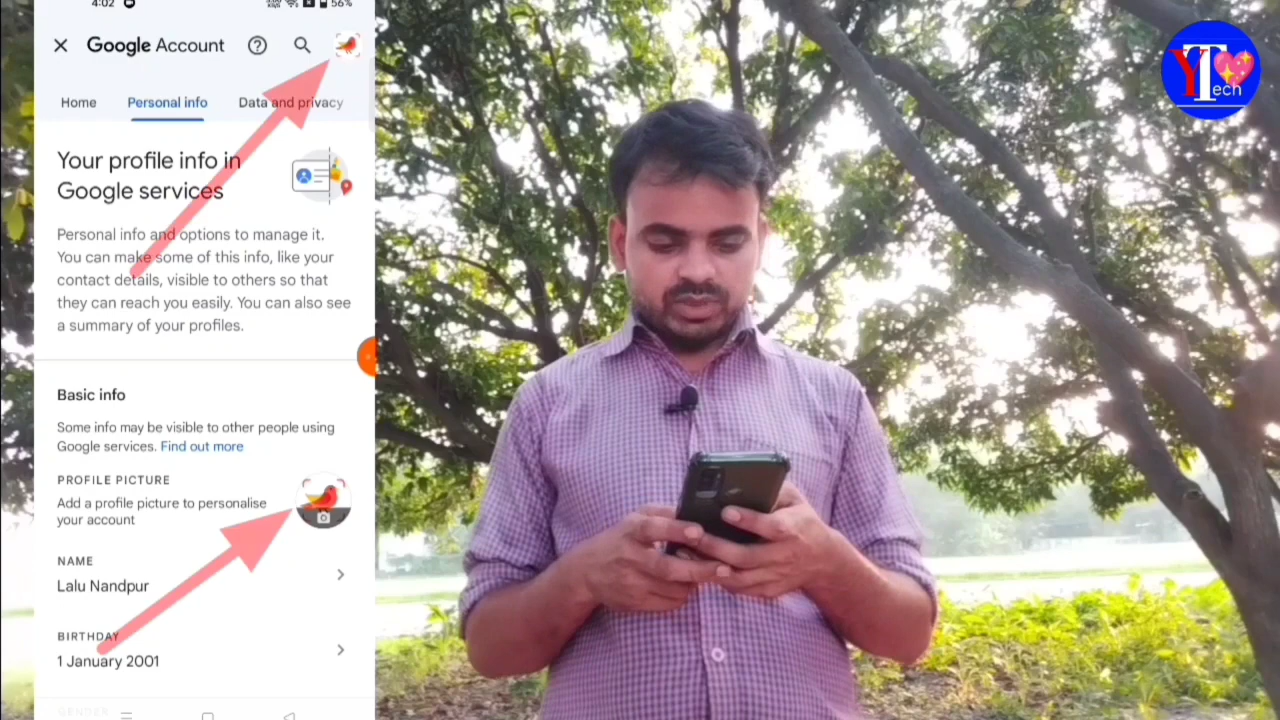 4:02
56%
Google Account
Home Personal info Data and privacy
Your profile info in
Google services
Personal info and options to manage it.
You can make some of this info, like your
contact details, visible to others so that
they can reach you easily. You can also see
a summary of your profiles.
Basic info
Some info may be visible to other people using
Google services. Find out more
PROFILE PICTURE
Add a profile picture to personalise
your account
NAME
Lalu Nandpur
BIRTHDAY
1 January 2001
GENDER
YTech